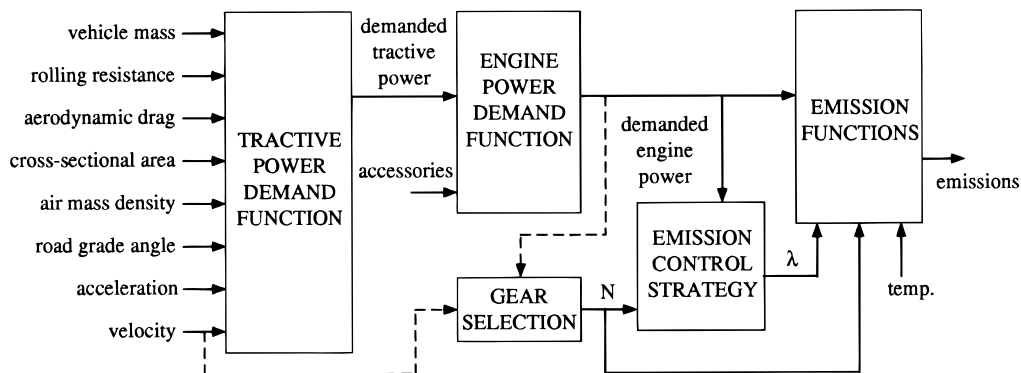 vehicle mass
rolling resistance
aerodynamic drag
cross-sectional area
air mass density
road grade angle
acceleration
velocity
TRACTIVE
POWER
DEMAND
FUNCTION
demanded
tractive
power
accessories
ENGINE
POWER
DEMAND
FUNCTION
demanded
engine
power
GEAR
SELECTION
N
EMISSION
CONTROL
STRATEGY
λ
EMISSION
FUNCTIONS
temp.
emissions